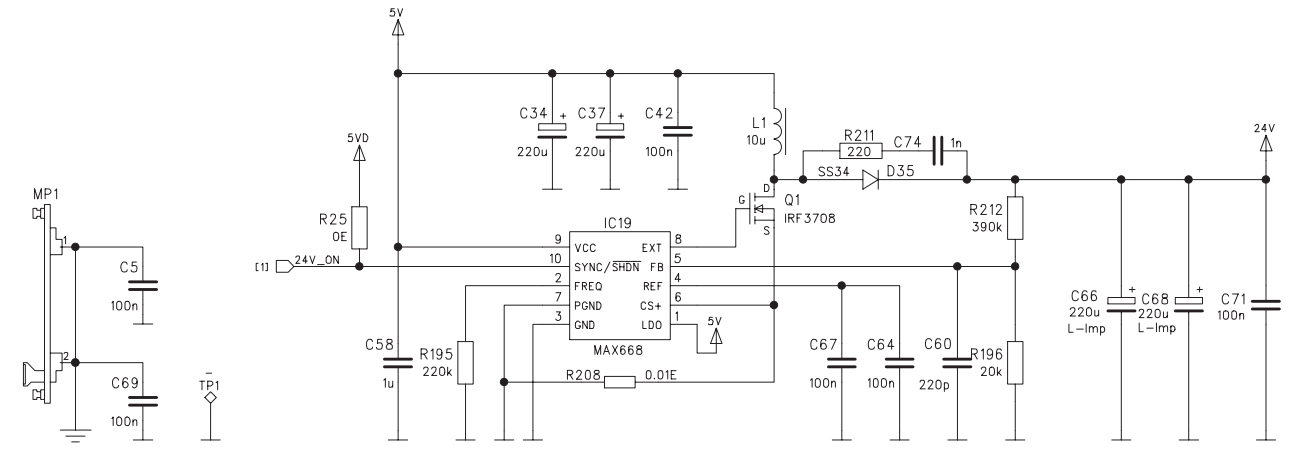 5V
C34 +
220u
C37 +
220u
C42
100n
L1
10u
R211
220
C74
1n
24V
5VD
SS34
D35
MP1
1
2
R25
0E
D
G
S
Q1
IRF3708
R212
390k
IC19
9 VCC EXT 8
10 SYNC/SHDN FB 5
2 FREQ REF 4
7 PGND CS+ 6
3 GND LDO 1
MAX668
[1] 24V_ON
5V
C5
100n
C69
100n
TP1
C58
1u
R195
220k
R208
0.01E
C67
100n
C64
100n
C60
220p
R196
20k
C66 +
220u
L-Imp
C68 +
220u
L-Imp
C71
100n